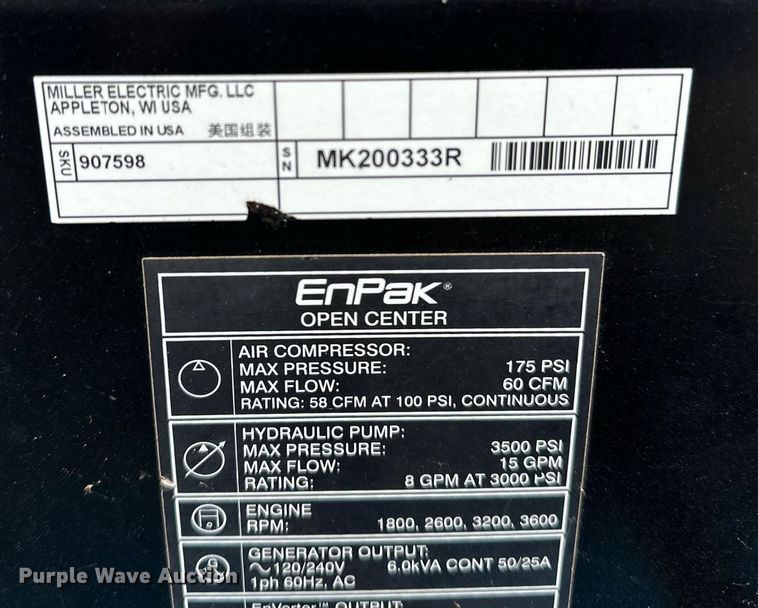 MILLER ELECTRIC MFG. LLC
APPLETON, WI USA
ASSEMBLED IN USA 美国组装
SKU 907598 SN MK200333R
EnPak®
OPEN CENTER
AIR COMPRESSOR:
MAX PRESSURE: 175 PSI
MAX FLOW: 60 CFM
RATING: 58 CFM AT 100 PSI, CONTINUOUS
HYDRAULIC PUMP:
MAX PRESSURE: 3500 PSI
MAX FLOW: 15 GPM
RATING: 8 GPM AT 3000 PSI
ENGINE
RPM: 1800, 2600, 3200, 3600
G
GENERATOR OUTPUT:
~120/240V 6.0kVA CONT 50/25A
1ph 60Hz, AC
EnVerter™ OUTPUT:
Purple Wave Auction